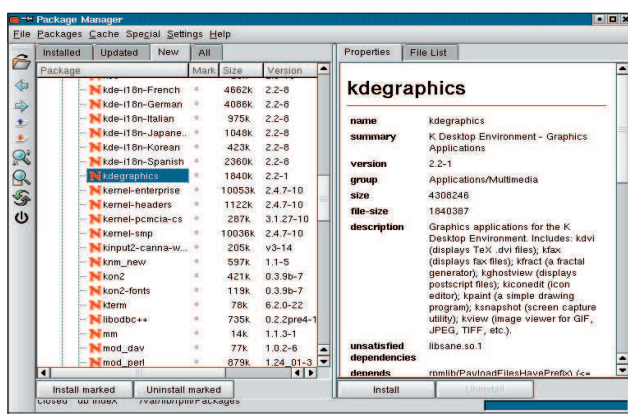 Package Manager
File Packages Cache Special Settings Help
Installed Updated New All
Package Mark Size Version
kde-i18n-French 4662k 2.2-8
kde-i18n-German 4086k 2.2-8
kde-i18n-Italian 975k 2.2-8
kde-i18n-Japane.. 1048k 2.2-8
kde-i18n-Korean 423k 2.2-8
kde-i18n-Spanish 2360k 2.2-8
kdegraphics 1840k 2.2-1
kernel-enterprise 10053k 2.4.7-10
kernel-headers 1122k 2.4.7-10
kernel-pcmcia-cs 287k 3.1.27-10
kernel-smp 10036k 2.4.7-10
kinput2-canna-w... 205k v3-14
knm_new 597k 1.1-5
kon2 421k 0.3.9b-7
kon2-fonts 119k 0.3.9b-7
kterm 78k 6.2.0-22
libodbc++ 735k 0.2.2pre4-1
mm 14k 1.1.3-1
mod_dav 77k 1.0.2-6
mod_perl 879k 1.24_01-3
Install marked Uninstall marked
Properties File List
kdegraphics
name kdegraphics
summary K Desktop Environment - Graphics
Applications
version 2.2-1
group Applications/Multimedia
size 4308246
file-size 1840387
description Graphics applications for the K
Desktop Environment. Includes: kdvi
(displays TeX .dvi files); kfax
(displays fax files); kfract (a fractal
generator); kghostview (displays
postscript files); kiconedit (icon
editor); kpaint (a simple drawing
program); ksnapshot (screen capture
utility); kview (image viewer for GIF,
JPEG, TIFF, etc.).
unsatisfied libsane.so.1
dependencies
depends rpmlib(PayloadFilesHavePrefix) (<=
Install Uninstall
closed db index /var/lib/rpm/Packages